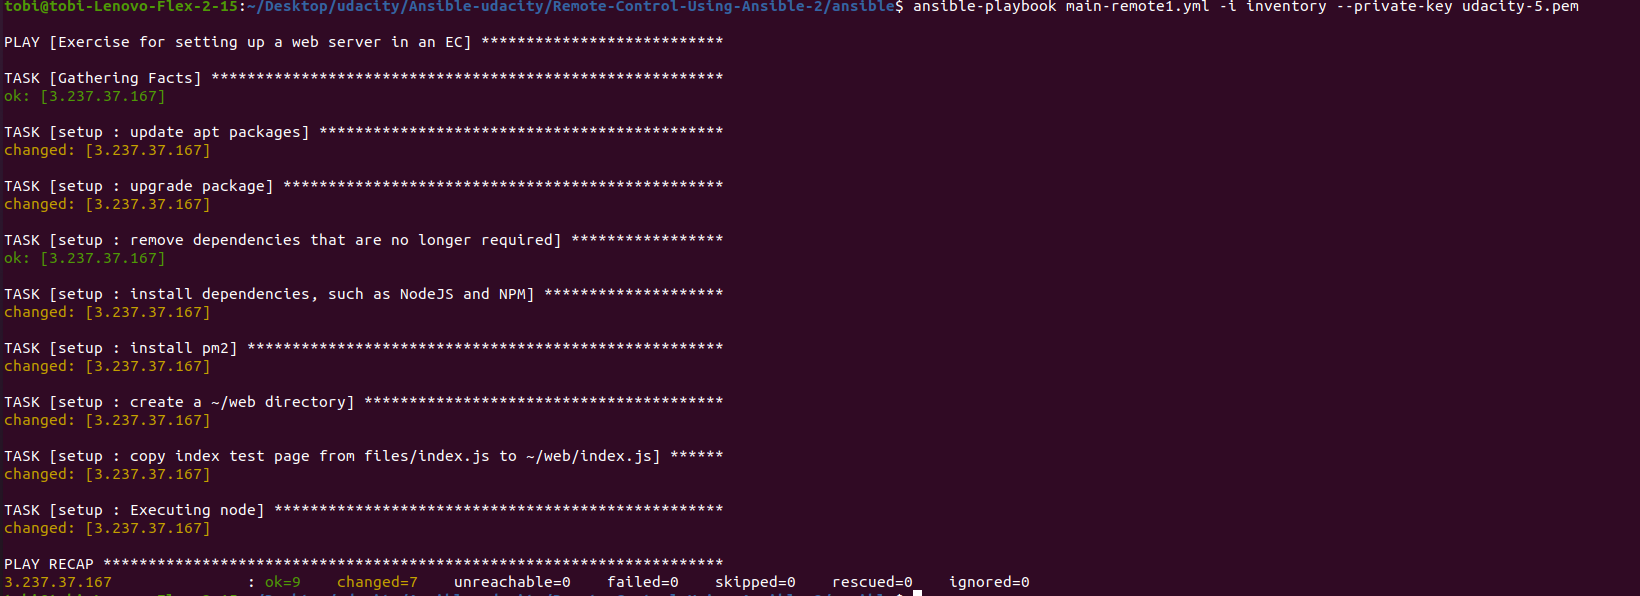 tobi@tobi-Lenovo-Flex-2-15:~/Desktop/udacity/Ansible-udacity/Remote-Control-Using-Ansible-2/ansible$ ansible-playbook main-remote1.yml -i inventory --private-key udacity-5.pem
PLAY [Exercise for setting up a web server in an EC] ***************************
TASK [Gathering Facts] *********************************************************
ok: [3.237.37.167]
TASK [setup : update apt packages] *********************************************
changed: [3.237.37.167]
TASK [setup : upgrade package] *************************************************
changed: [3.237.37.167]
TASK [setup : remove dependencies that are no longer required] *****************
ok: [3.237.37.167]
TASK [setup : install dependencies, such as NodeJS and NPM] ********************
changed: [3.237.37.167]
TASK [setup : install pm2] *****************************************************
changed: [3.237.37.167]
TASK [setup : create a ~/web directory] ****************************************
changed: [3.237.37.167]
TASK [setup : copy index test page from files/index.js to ~/web/index.js] ******
changed: [3.237.37.167]
TASK [setup : Executing node] **************************************************
changed: [3.237.37.167]
PLAY RECAP *********************************************************************
3.237.37.167 : ok=9 changed=7 unreachable=0 failed=0 skipped=0 rescued=0 ignored=0